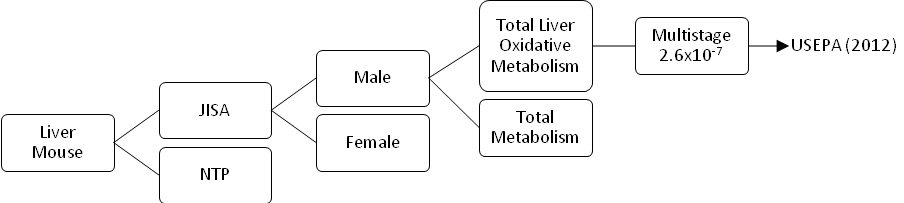 Liver
Mouse
JISA
NTP
Male
Female
Total Liver
Oxidative
Metabolism
Total
Metabolism
Multistage
2.6x10⁻⁷
USEPA (2012)